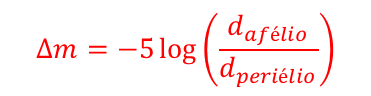 Δm = −5 log (d_afélio / d_periélio)